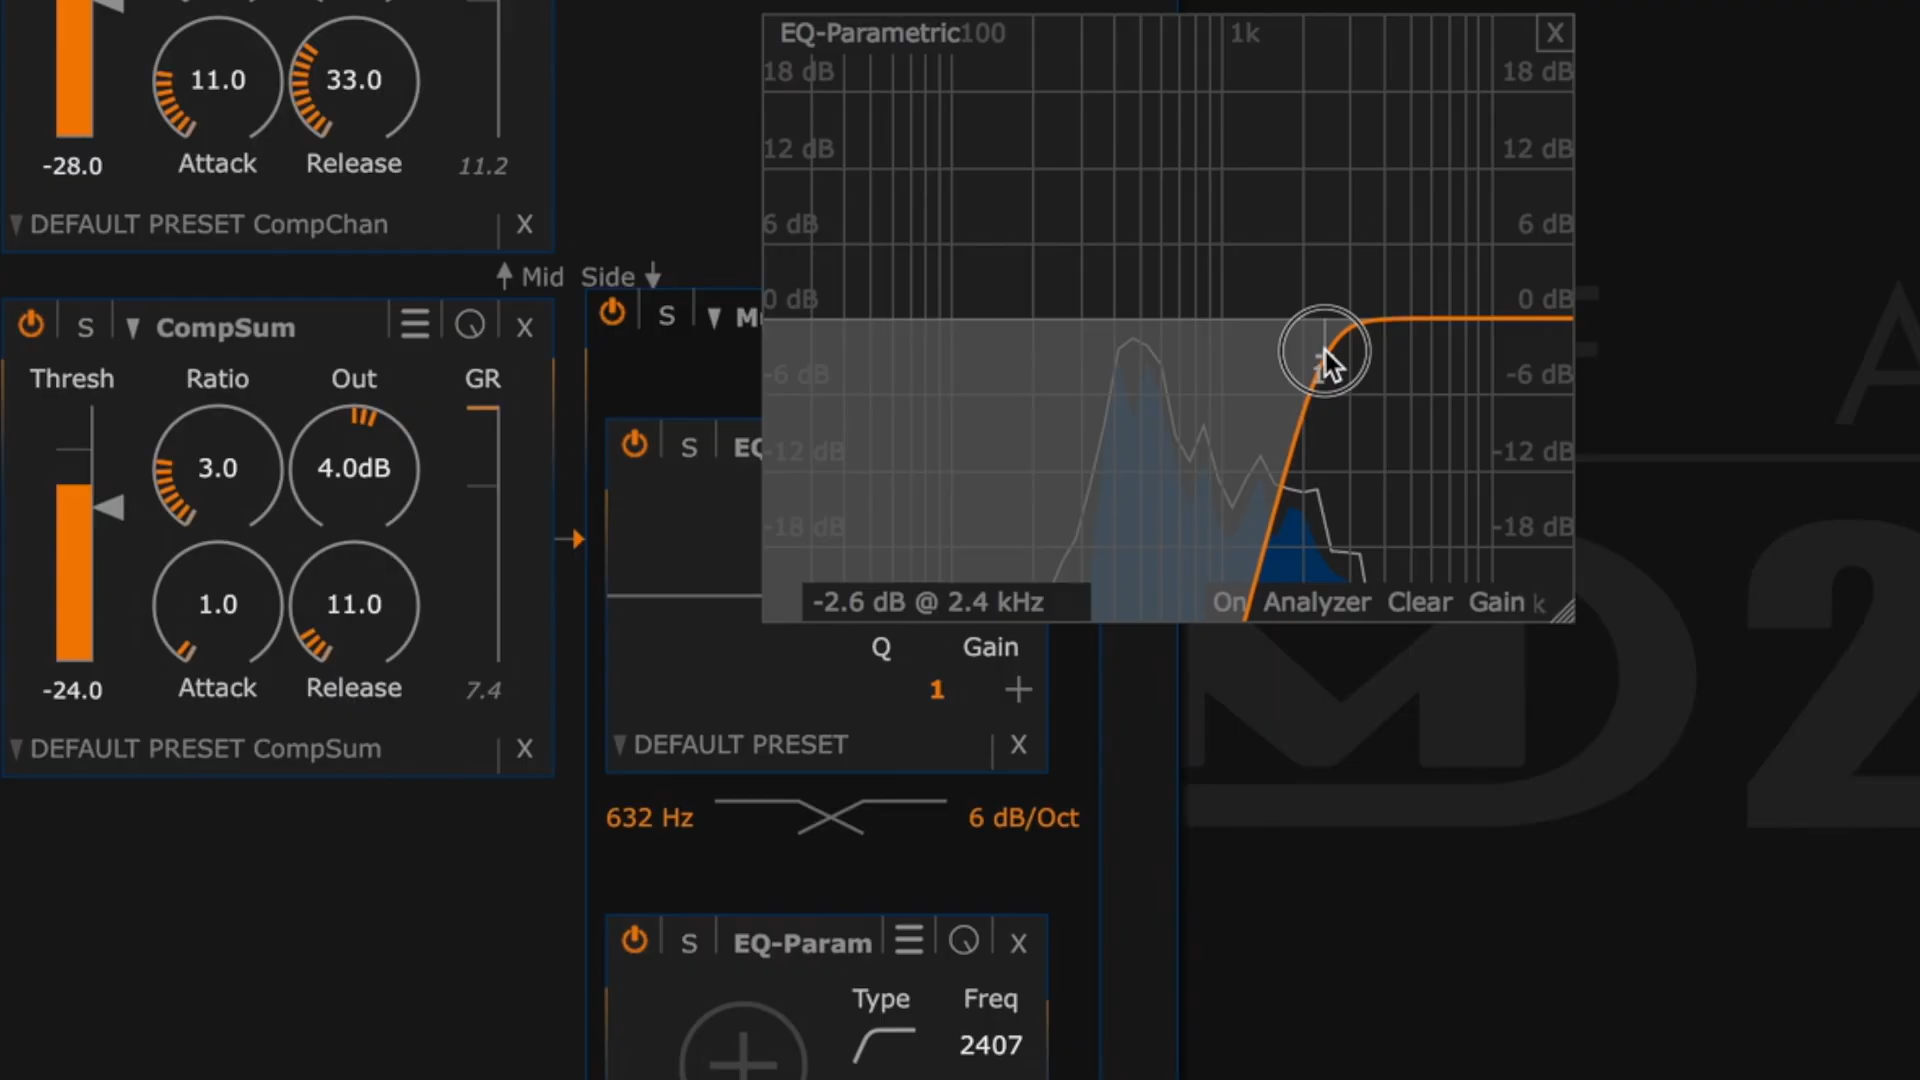 11.0
33.0
-28.0
Attack
Release
11.2
DEFAULT PRESET CompChan
X
Mid Side
S
CompSum
X
Thresh
Ratio
Out
GR
3.0
4.0dB
1.0
11.0
-24.0
Attack
Release
7.4
DEFAULT PRESET CompSum
X
S
EQ-Parametric
100
1k
X
18 dB
18 dB
12 dB
12 dB
6 dB
6 dB
0 dB
0 dB
-6 dB
-6 dB
-12 dB
-12 dB
-18 dB
-18 dB
-2.6 dB @ 2.4 kHz
On
Analyzer
Clear
Gain
k
S
EQ
Q
Gain
1
DEFAULT PRESET
X
632 Hz
6 dB/Oct
S
EQ-Param
X
Type
Freq
2407
A
MD2